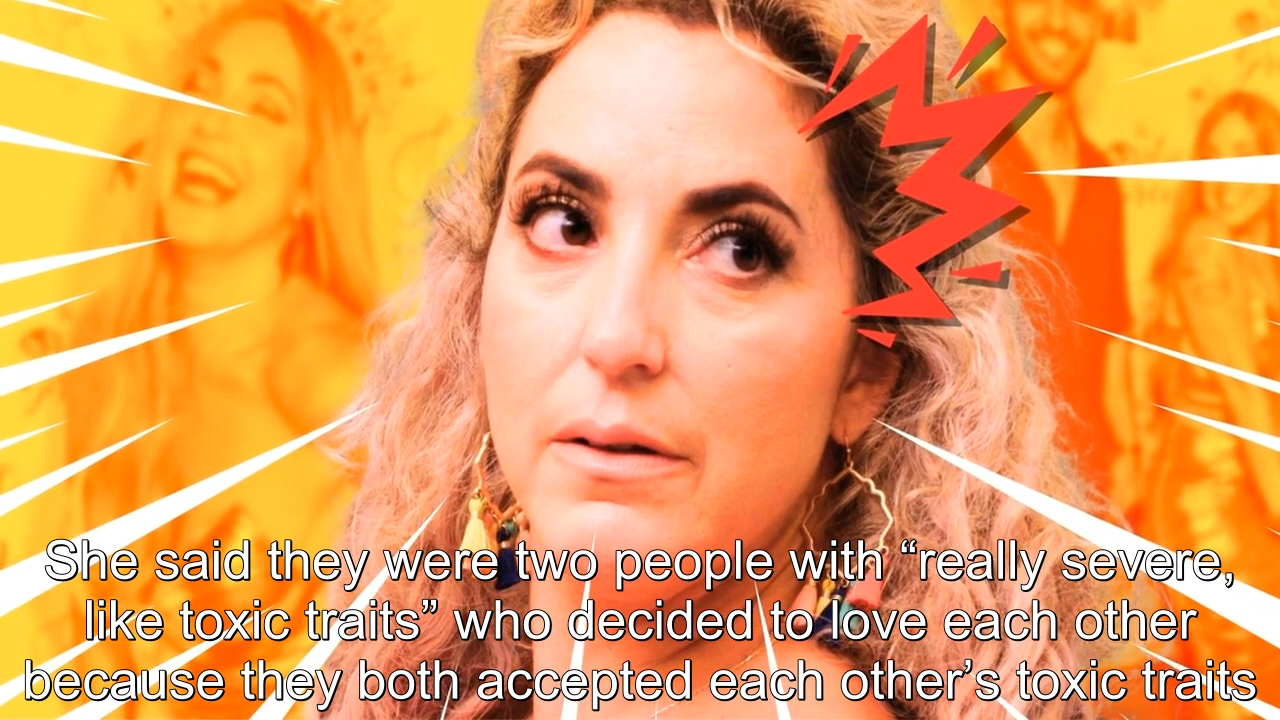 She said they were two people with “really severe,
like toxic traits” who decided to love each other
because they both accepted each other’s toxic traits